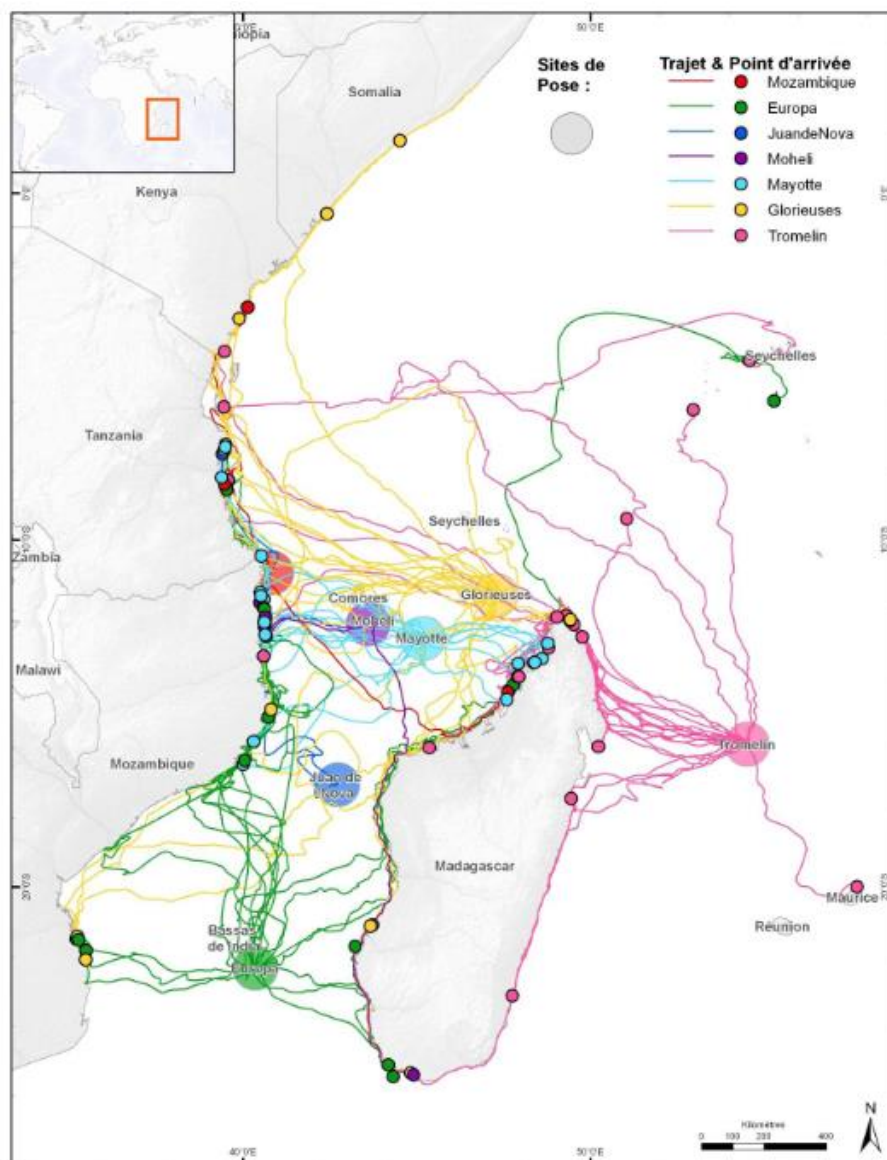 hiopia
Somalia
Kenya
Tanzania
Zambia
Malawi
Mozambique
Sites de
Pose :
Trajet & Point d'arrivée
Mozambique
Europa
JuandeNova
Moheli
Mayotte
Glorieuses
Tromelin
Seychelles
Seychelles
Comores
Moheli
Mayotte
Glorieuses
Tromelin
Juan de
Nova
Madagascar
Bassas
de India
Europa
Maurice
Réunion
40°0'E
50°0'E
Kilomètres
0 100 200 400
N